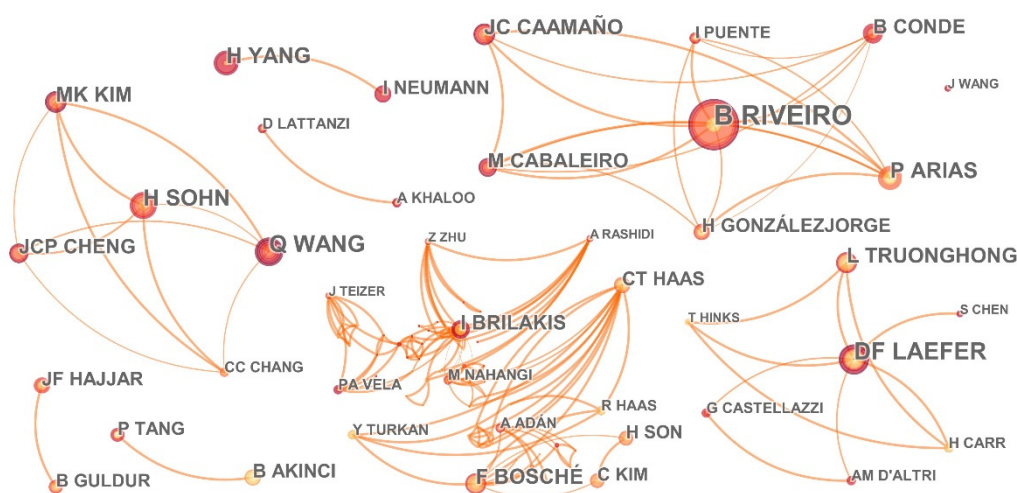 JC CAAMAÑO
I PUENTE
B CONDE
H YANG
J WANG
MK KIM
I NEUMANN
B RIVEIRO
D LATTANZI
M CABALEIRO
P ARIAS
H SOHN
A KHALOO
H GONZÁLEZJORGE
JCP CHENG
Q WANG
Z ZHU
A RASHIDI
L TRUONGHONG
CT HAAS
J TEIZER
S CHEN
T HINKS
I BRILAKIS
DF LAEFER
CC CHANG
M NAHANGI
JF HAJJAR
PA VELA
R HAAS
G CASTELLAZZI
A ADÁN
P TANG
Y TURKAN
H SON
H CARR
B AKINCI
C KIM
AM D'ALTRI
B GULDUR
F BOSCHÉ